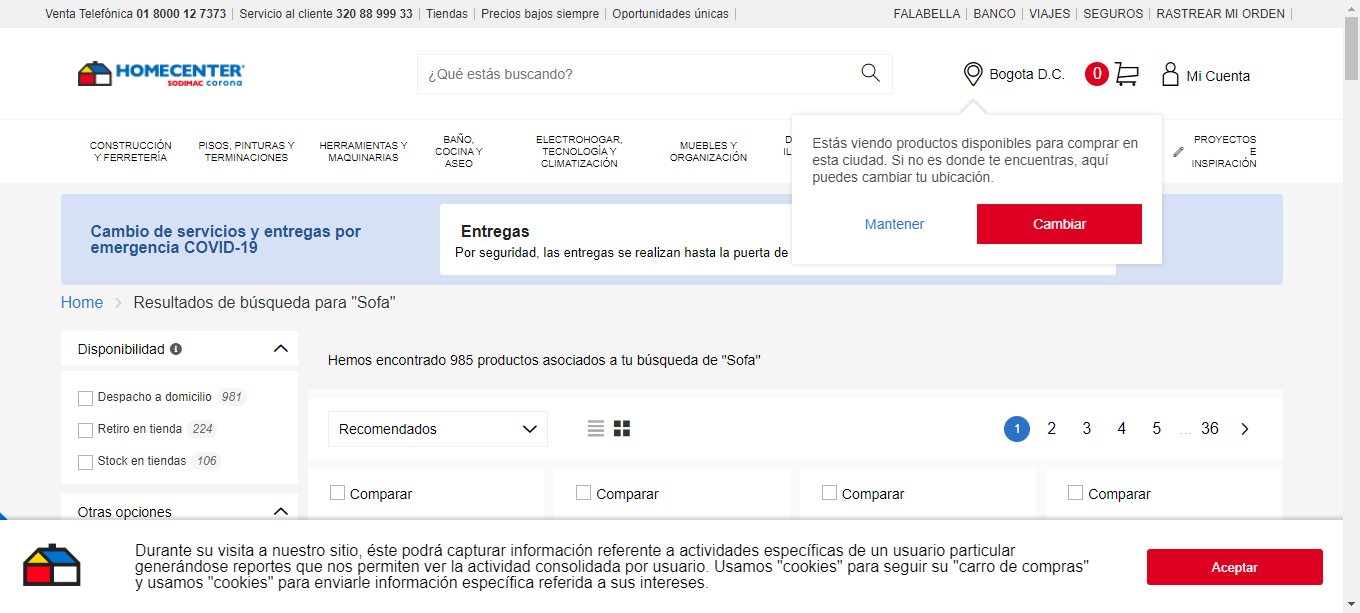 Venta Telefónica 01 8000 12 7373 Servicio al cliente 320 88 999 33 Tiendas Precios bajos siempre Oportunidades únicas FALABELLA BANCO VIAJES SEGUROS RASTREAR MI ORDEN
HOMECENTER
SODIMAC corona
¿Qué estás buscando?
Bogota D.C.
0
Mi Cuenta
CONSTRUCCIÓN
Y FERRETERÍA
PISOS, PINTURAS Y
TERMINACIONES
HERRAMIENTAS Y
MAQUINARIAS
BAÑO,
COCINA Y
ASEO
ELECTROHOGAR,
TECNOLOGÍA Y
CLIMATIZACIÓN
MUEBLES Y
ORGANIZACIÓN
PROYECTOS
E
INSPIRACIÓN
Estás viendo productos disponibles para comprar en
esta ciudad. Si no es donde te encuentras, aquí
puedes cambiar tu ubicación.
Mantener
Cambiar
Cambio de servicios y entregas por
emergencia COVID-19
Entregas
Por seguridad, las entregas se realizan hasta la puerta de
Home Resultados de búsqueda para "Sofa"
Disponibilidad
Despacho a domicilio 981
Retiro en tienda 224
Stock en tiendas 106
Otras opciones
Hemos encontrado 985 productos asociados a tu búsqueda de "Sofa"
Recomendados
1 2 3 4 5 ... 36
Comparar
Comparar
Comparar
Comparar
Durante su visita a nuestro sitio, éste podrá capturar información referente a actividades específicas de un usuario particular
generándose reportes que nos permiten ver la actividad consolidada por usuario. Usamos "cookies" para seguir su "carro de compras"
y usamos "cookies" para enviarle información específica referida a sus intereses.
Aceptar